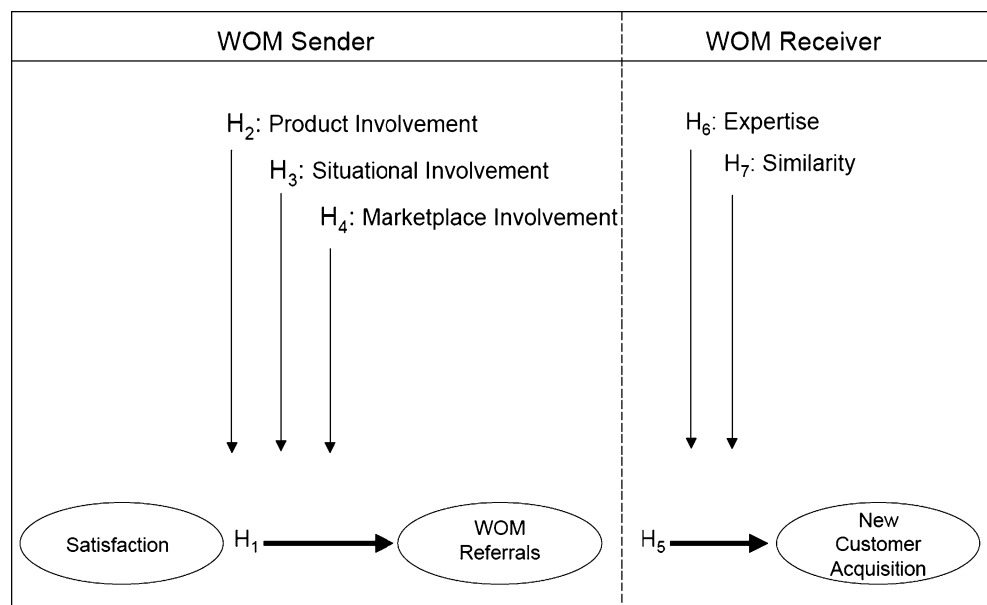 WOM Sender
WOM Receiver
H₂: Product Involvement
H₃: Situational Involvement
H₄: Marketplace Involvement
H₆: Expertise
H₇: Similarity
Satisfaction
H₁
WOM
Referrals
H₅
New
Customer
Acquisition